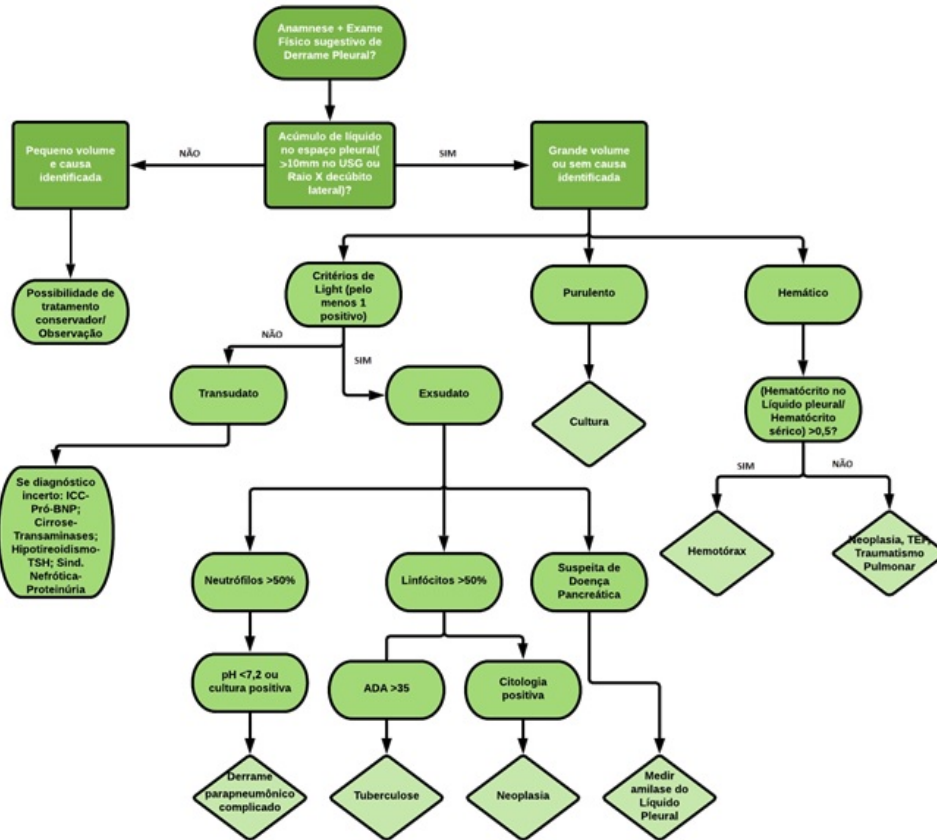 Anamnese + Exame
Físico sugestivo de
Derrame Pleural?
Pequeno volume
e causa
identificada
NÃO
Acúmulo de líquido
no espaço pleural(
>10mm no USG ou
Raio X decúbito
lateral)?
SIM
Grande volume
ou sem causa
identificada
Possibilidade de
tratamento
conservador/
Observação
Critérios de
Light (pelo
menos 1
positivo)
Purulento
Hemático
NÃO
SIM
Transudato
Exsudato
Cultura
(Hematócrito no
Líquido pleural/
Hematócrito
sérico) >0,5?
SIM
NÃO
Se diagnóstico
incerto: ICC-
Pró-BNP;
Cirrose-
Transaminases;
Hipotireoidismo-
TSH; Sind.
Nefrótica-
Proteinúria
Hemotórax
Neoplasia, TEP,
Traumatismo
Pulmonar
Neutrófilos >50%
Linfócitos >50%
Suspeita de
Doença
Pancreática
pH <7,2 ou
cultura positiva
ADA >35
Citologia
positiva
Derrame
parapneumônico
complicado
Tuberculose
Neoplasia
Medir
amilase do
Líquido
Pleural